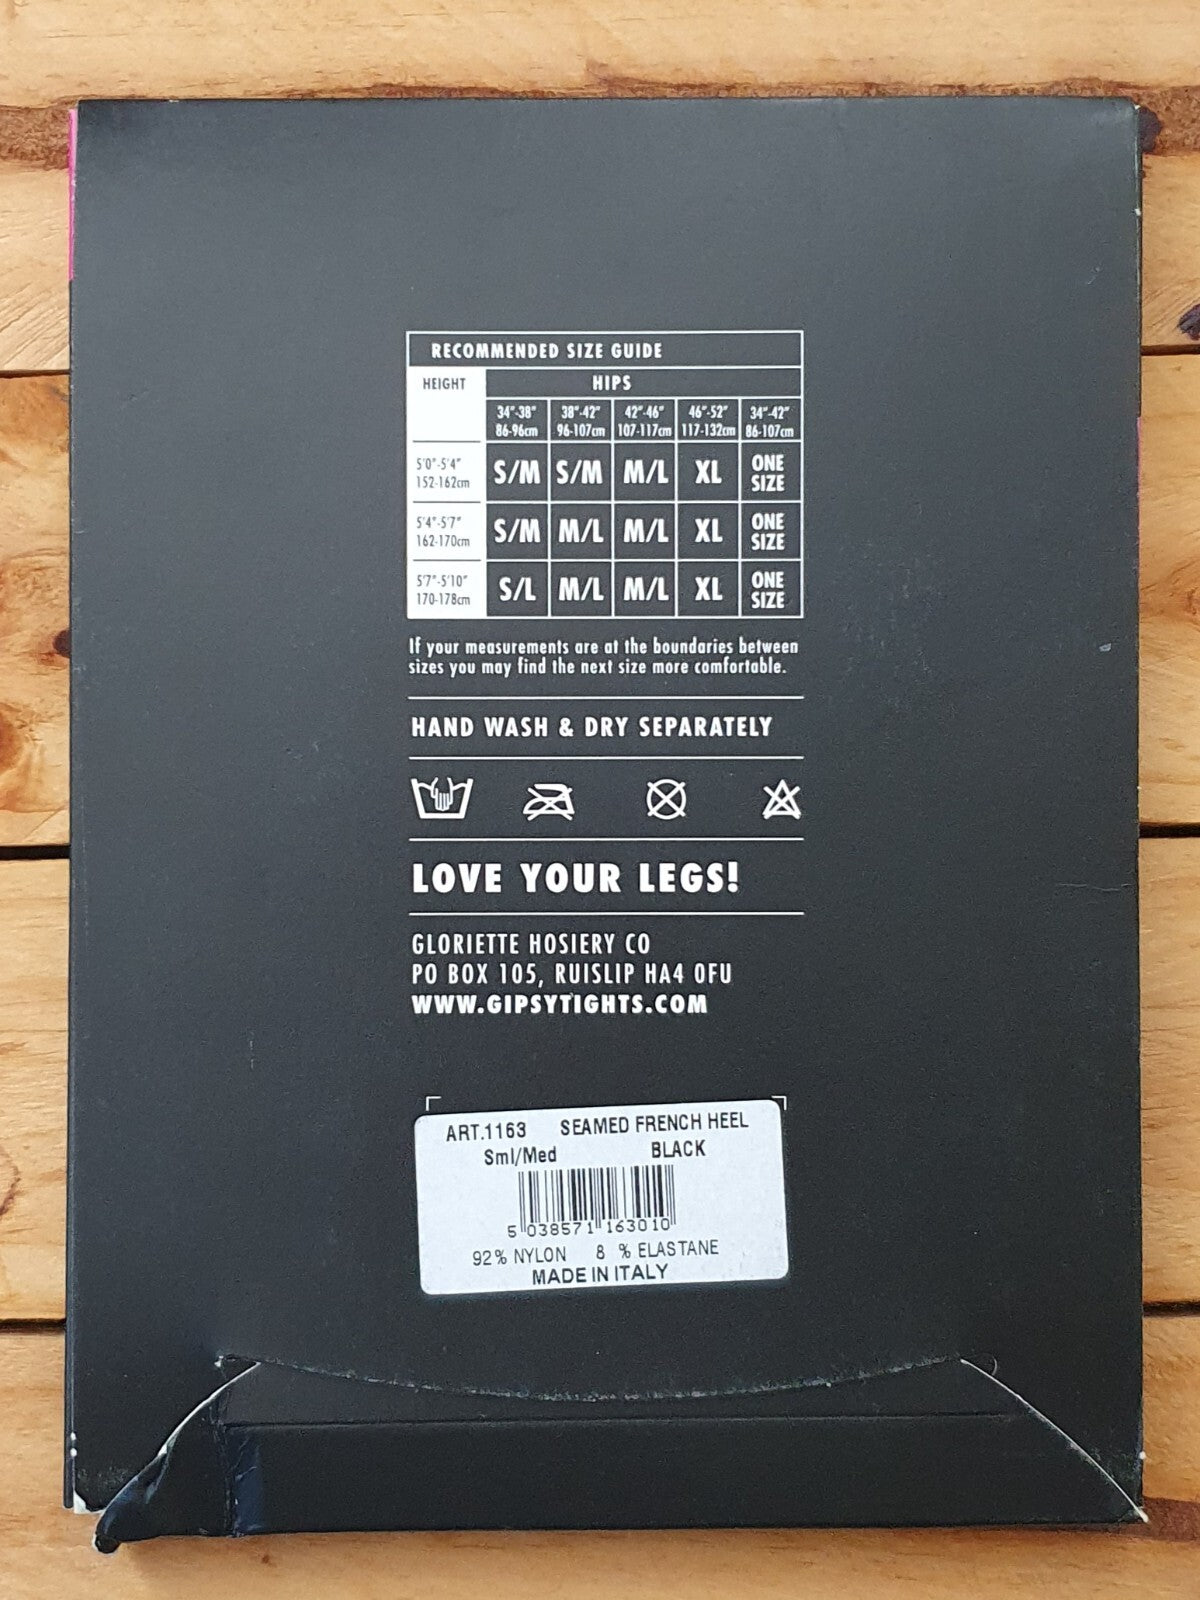 RECOMMENDED SIZE GUIDE
HEIGHT HIPS
34"-38" 38"-42" 42"-46" 46"-52" 34"-42"
86-96cm 96-107cm 107-117cm 117-132cm 86-107cm
5'0"-5'4" S/M S/M M/L XL ONE
152-162cm SIZE
5'4"-5'7" S/M M/L M/L XL ONE
162-170cm SIZE
5'7"-5'10" S/L M/L M/L XL ONE
170-178cm SIZE
If your measurements are at the boundaries between
sizes you may find the next size more comfortable.
HAND WASH & DRY SEPARATELY
LOVE YOUR LEGS!
GLORIETTE HOSIERY CO
PO BOX 105, RUISLIP HA4 0FU
WWW.GIPSYTIGHTS.COM
ART.1163 SEAMED FRENCH HEEL
Sml/Med BLACK
5 038571 163010
92% NYLON 8 % ELASTANE
MADE IN ITALY